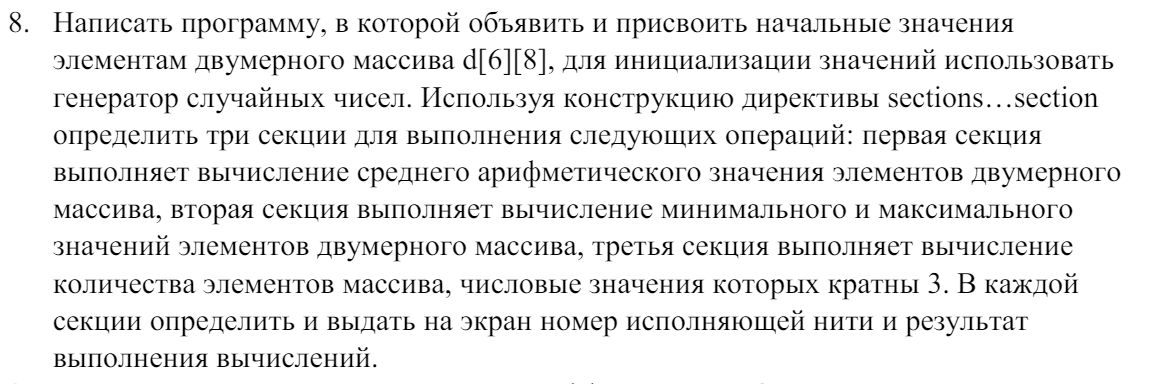 8. Написать программу, в которой объявить и присвоить начальные значения
элементам двумерного массива d[6][8], для инициализации значений использовать
генератор случайных чисел. Используя конструкцию директивы sections…section
определить три секции для выполнения следующих операций: первая секция
выполняет вычисление среднего арифметического значения элементов двумерного
массива, вторая секция выполняет вычисление минимального и максимального
значений элементов двумерного массива, третья секция выполняет вычисление
количества элементов массива, числовые значения которых кратны 3. В каждой
секции определить и выдать на экран номер исполняющей нити и результат
выполнения вычислений.